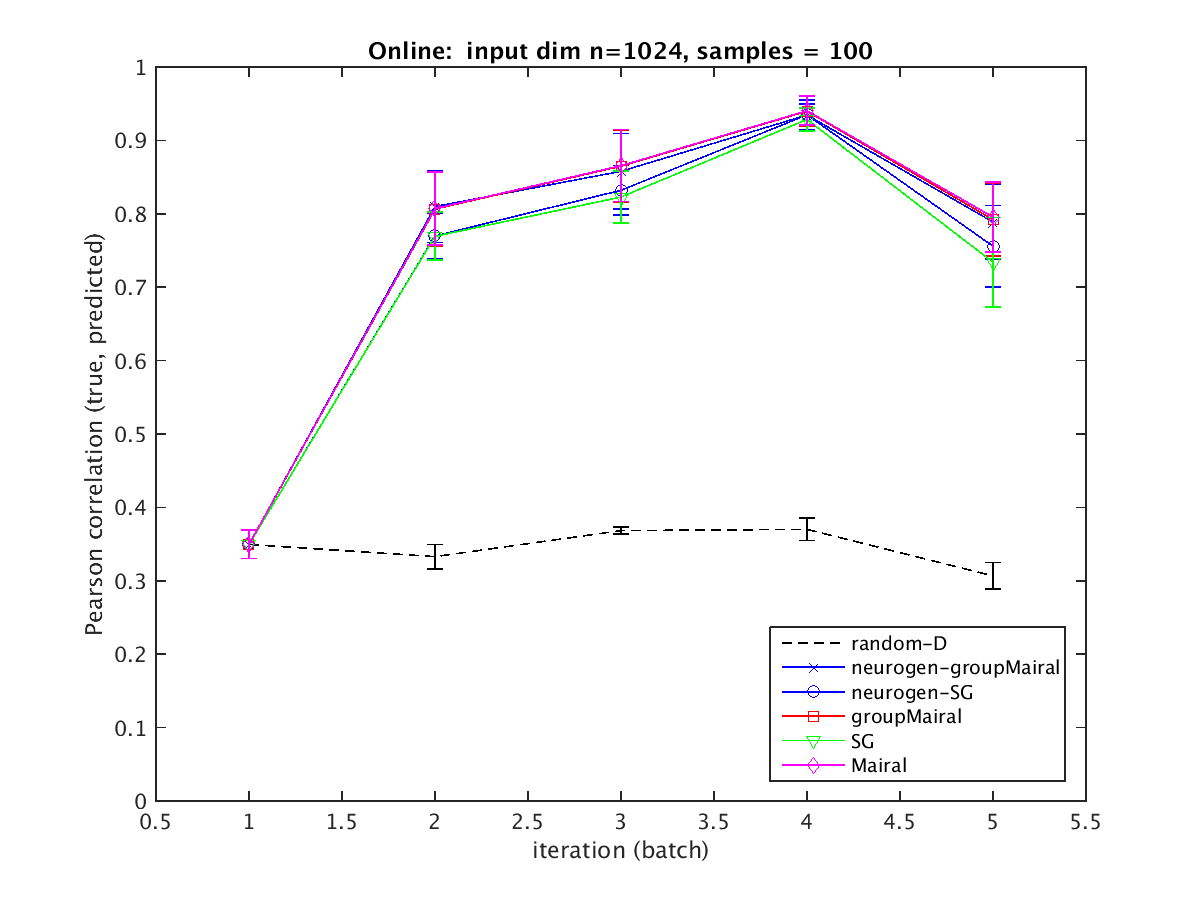 Online:  input dim n=1024, samples = 100
Pearson correlation (true, predicted)
1
0.9
0.8
0.7
0.6
0.5
0.4
0.3
0.2
0.1
0
0.5 1 1.5 2 2.5 3 3.5 4 4.5 5 5.5
iteration (batch)
random-D
neurogen-groupMairal
neurogen-SG
groupMairal
SG
Mairal